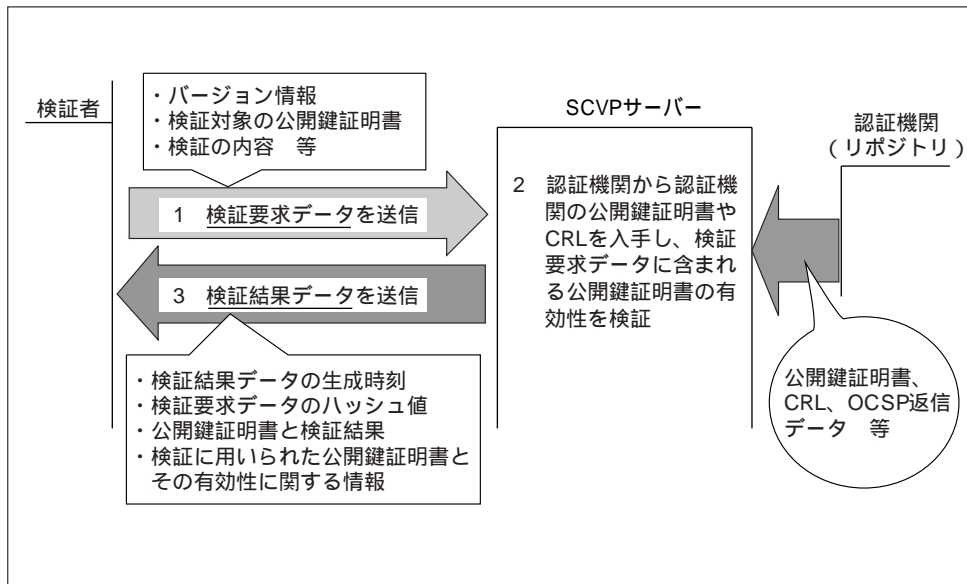 検証者
・バージョン情報
・検証対象の公開鍵証明書
・検証の内容　等
1　検証要求データを送信
3　検証結果データを送信
・検証結果データの生成時刻
・検証要求データのハッシュ値
・公開鍵証明書と検証結果
・検証に用いられた公開鍵証明書と
その有効性に関する情報
SCVPサーバー
2　認証機関から認証機
関の公開鍵証明書や
CRLを入手し、検証
要求データに含まれ
る公開鍵証明書の有
効性を検証
認証機関
（リポジトリ）
公開鍵証明書、
CRL、OCSP返信
データ　等